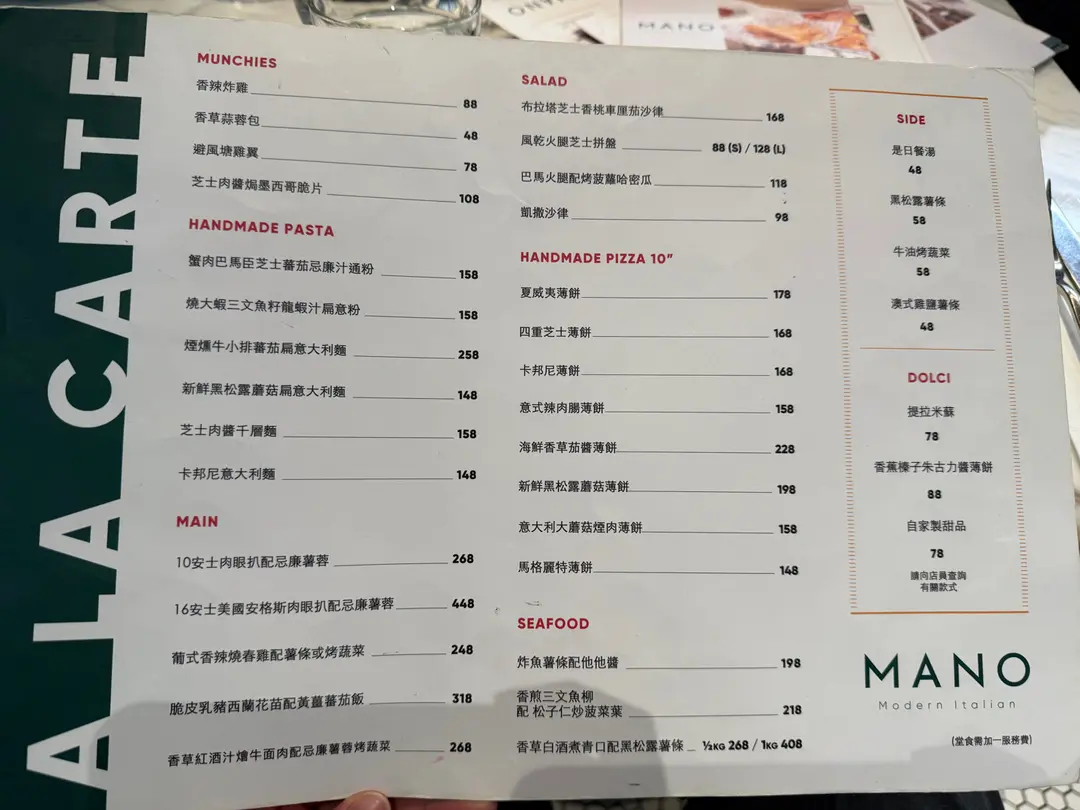 A LA CARTE
MUNCHIES
香辣炸雞 88
香草蒜蓉包 48
避風塘雞翼 78
芝士肉醬焗墨西哥脆片 108
HANDMADE PASTA
蟹肉巴馬臣芝士蕃茄忌廉汁通粉 158
燒大蝦三文魚籽龍蝦汁扁意粉 158
煙燻牛小排蕃茄扁意大利麵 258
新鮮黑松露蘑菇扁意大利麵 148
芝士肉醬千層麵 158
卡邦尼意大利麵 148
MAIN
10安士肉眼扒配忌廉薯蓉 268
16安士美國安格斯肉眼扒配忌廉薯蓉 448
葡式香辣燒春雞配薯條或烤蔬菜 248
脆皮乳豬西蘭花苗配黃薑蕃茄飯 318
香草紅酒汁燴牛面肉配忌廉薯蓉烤蔬菜 268
SALAD
布拉塔芝士香桃車厘茄沙律 168
風乾火腿芝士拼盤 88 (S) / 128 (L)
巴馬火腿配烤菠蘿哈密瓜 118
凱撒沙律 98
HANDMADE PIZZA 10"
夏威夷薄餅 178
四重芝士薄餅 168
卡邦尼薄餅 168
意式辣肉腸薄餅 158
海鮮香草茄醬薄餅 228
新鮮黑松露蘑菇薄餅 198
意大利大蘑菇煙肉薄餅 158
馬格麗特薄餅 148
SEAFOOD
炸魚薯條配他他醬 198
香煎三文魚柳
配 松子仁炒菠菜葉 218
香草白酒煮青口配黑松露薯條 ½KG 268 / 1KG 408
SIDE
是日餐湯
48
黑松露薯條
58
牛油烤蔬菜
58
澳式雞鹽薯條
48
DOLCI
提拉米蘇
78
香蕉榛子朱古力醬薄餅
88
自家製甜品
78
請向店員查詢
有關款式
MANO
Modern Italian
(堂食需加一服務費)
MANO
MANO